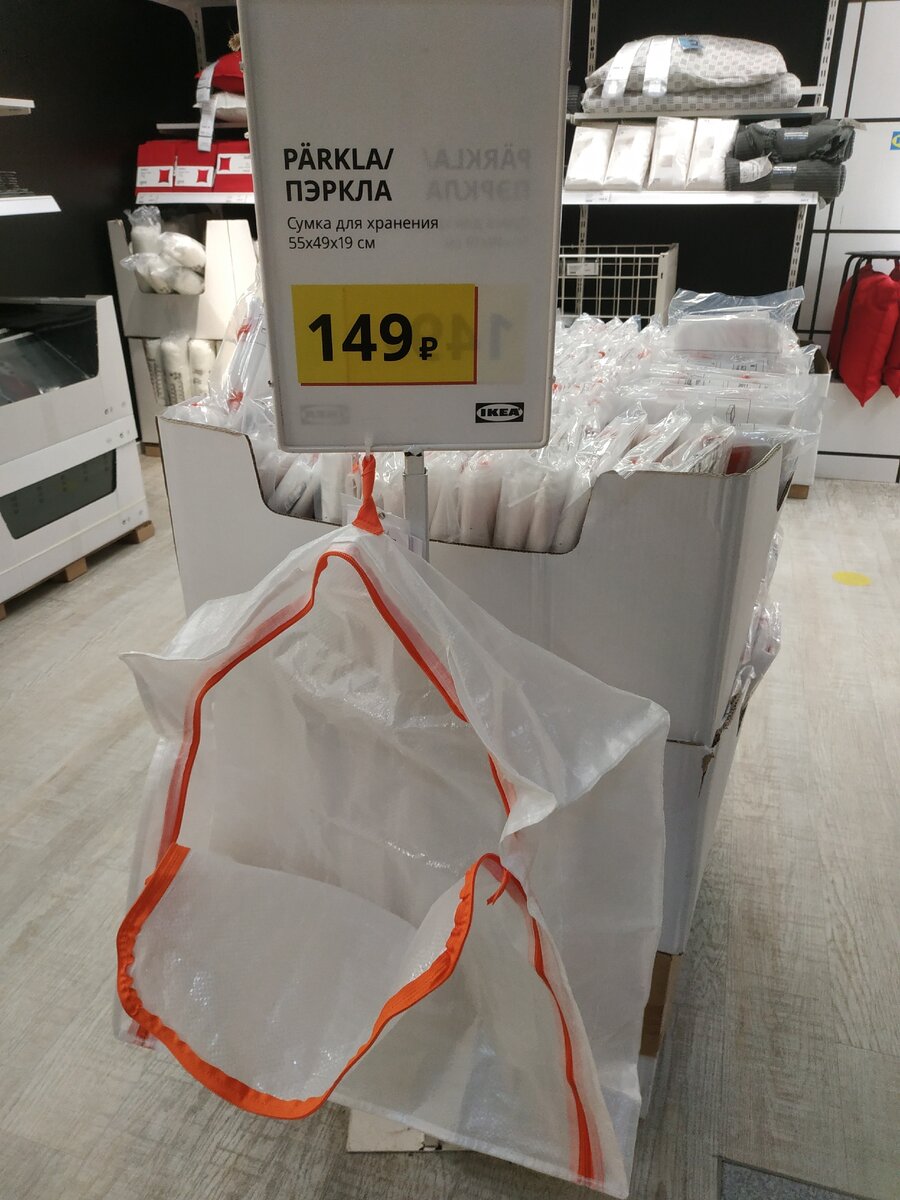 PÄRKLA/
ПЭРКЛА
Сумка для хранения
55x49x19 см
149 ₽
IKEA